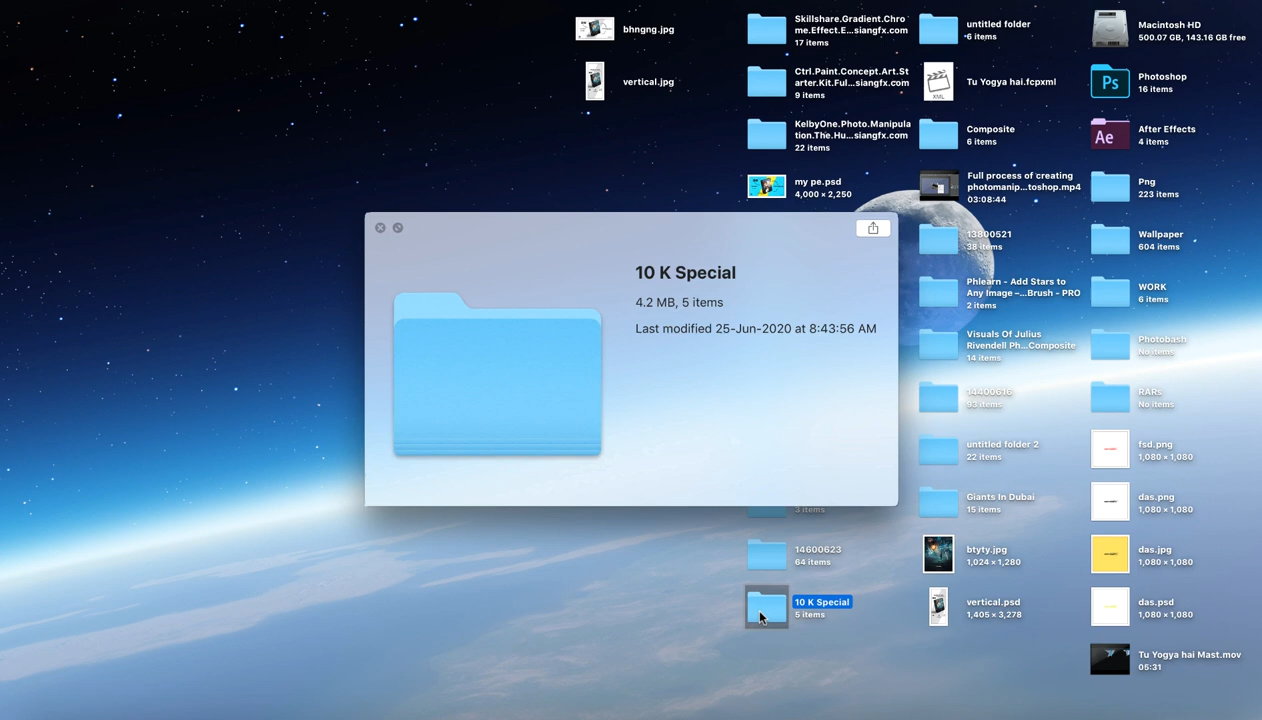 bhngng.jpg
vertical.jpg
Skillshare.Gradient.Chro
me.Effect.E...siangfx.com
17 items
Ctrl.Paint.Concept.Art.St
arter.Kit.Ful...siangfx.com
9 items
KelbyOne.Photo.Manipula
tion.The.Hu...siangfx.com
22 items
my pe.psd
4,000 × 2,250
3 items
14600623
64 items
10 K Special
5 items
untitled folder
6 items
XML
Tu Yogya hai.fcpxml
Composite
6 items
Full process of creating
photomanip...toshop.mp4
03:08:44
13800521
38 items
Phlearn - Add Stars to
Any Image –...Brush - PRO
2 items
Visuals Of Julius
Rivendell Ph...Composite
14 items
14400616
93 items
untitled folder 2
22 items
Giants In Dubai
15 items
btyty.jpg
1,024 × 1,280
vertical.psd
1,405 × 3,278
Macintosh HD
500.07 GB, 143.16 GB free
Ps
Photoshop
16 items
Ae
After Effects
4 items
Png
223 items
Wallpaper
604 items
WORK
6 items
Photobash
No items
RARs
No items
fsd.png
1,080 × 1,080
das.png
1,080 × 1,080
das.jpg
1,080 × 1,080
das.psd
1,080 × 1,080
Tu Yogya hai Mast.mov
05:31
10 K Special
4.2 MB, 5 items
Last modified 25-Jun-2020 at 8:43:56 AM